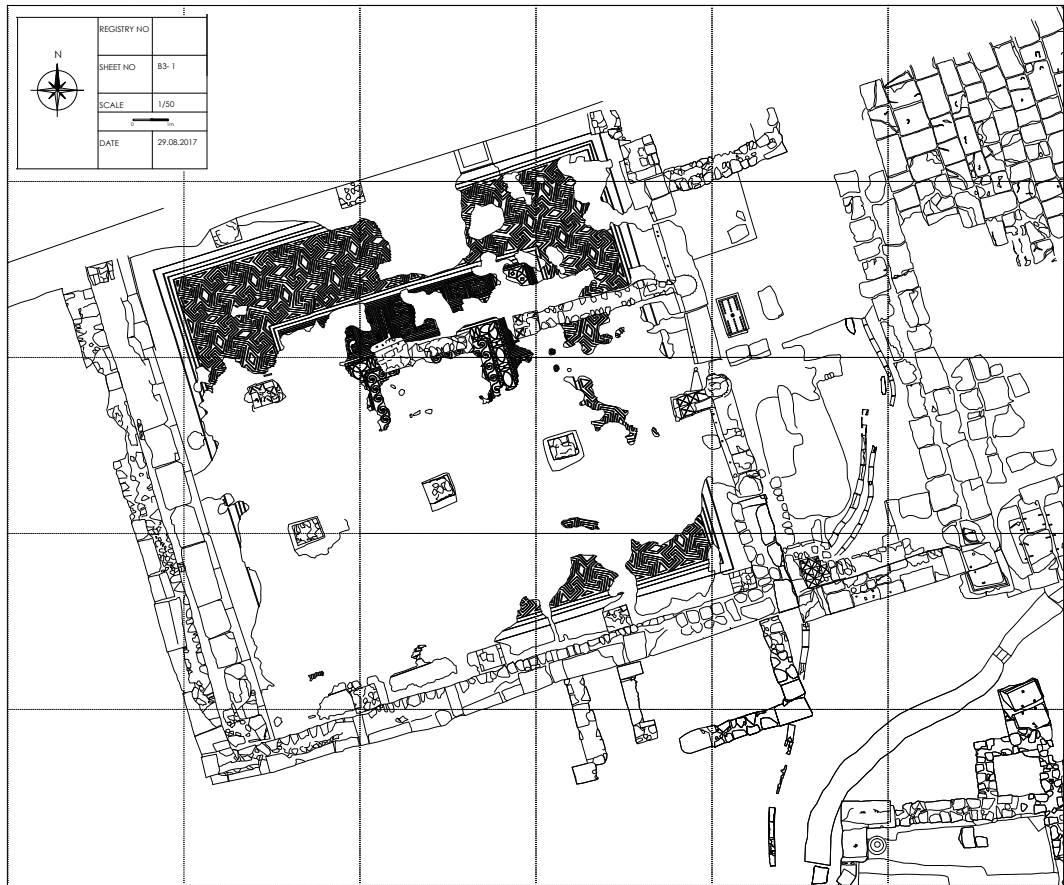 N
REGISTRY NO
SHEET NO B3- 1
SCALE 1/50
0 1m
DATE 29.08.2017